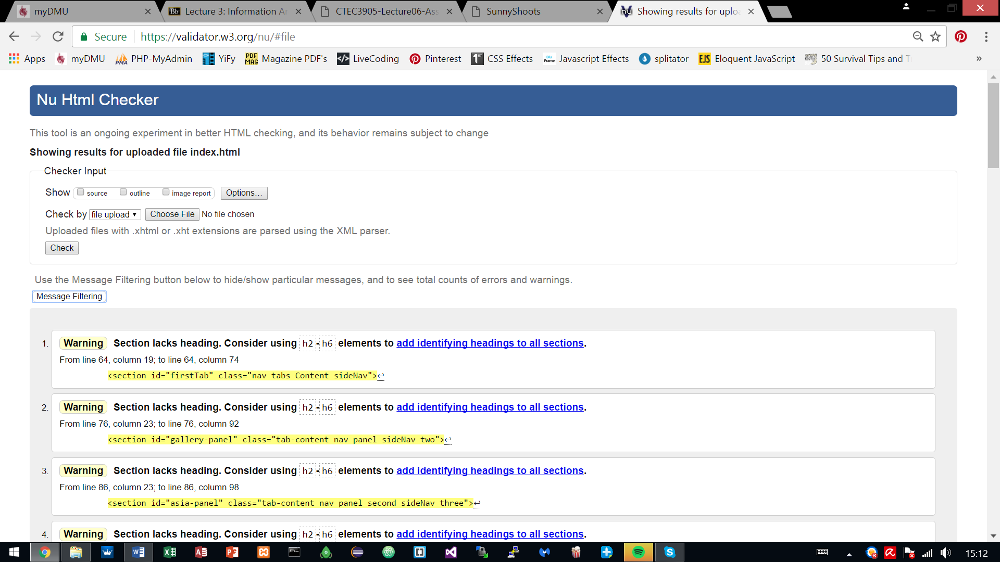 myDMU
Bb Lecture 3: Information Ar
CTEC3905-Lecture06-Ass
SunnyShoots
nu Showing results for uplo
Secure https://validator.w3.org/nu/#file
Apps myDMU PMA PHP-MyAdmin YiFy PDF MAG Magazine PDF's </> LiveCoding Pinterest 1st CSS Effects Blu Frame Javascript Effects splitator EJS Eloquent JavaScript 50 Survival Tips and T »
Nu Html Checker
This tool is an ongoing experiment in better HTML checking, and its behavior remains subject to change
Showing results for uploaded file index.html
Checker Input
Show source outline image report Options…
Check by file upload Choose File No file chosen
Uploaded files with .xhtml or .xht extensions are parsed using the XML parser.
Check
Use the Message Filtering button below to hide/show particular messages, and to see total counts of errors and warnings.
Message Filtering
1. Warning Section lacks heading. Consider using h2-h6 elements to add identifying headings to all sections.
From line 64, column 19; to line 64, column 74
<section id="firstTab" class="nav tabs Content sideNav">↩
2. Warning Section lacks heading. Consider using h2-h6 elements to add identifying headings to all sections.
From line 76, column 23; to line 76, column 92
<section id="gallery-panel" class="tab-content nav panel sideNav two">↩
3. Warning Section lacks heading. Consider using h2-h6 elements to add identifying headings to all sections.
From line 86, column 23; to line 86, column 98
<section id="asia-panel" class="tab-content nav panel second sideNav three">↩
4. Warning Section lacks heading. Consider using h2-h6 elements to add identifying headings to all sections.
15:12